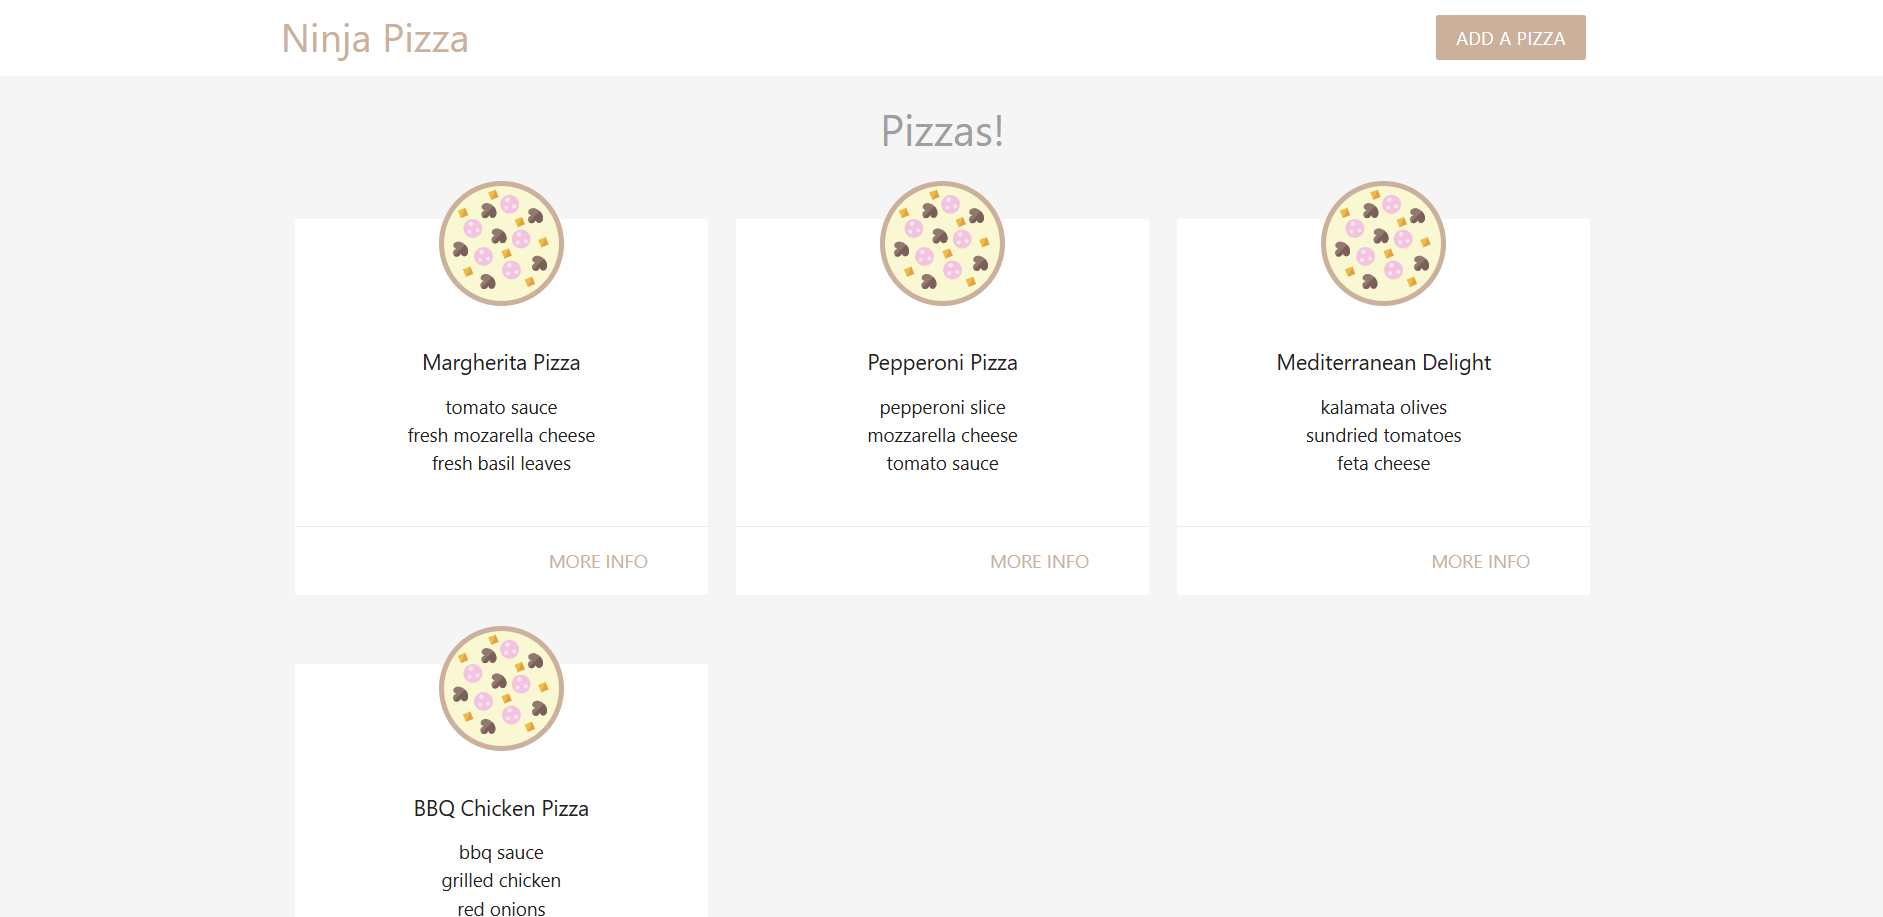 Ninja Pizza
ADD A PIZZA
Pizzas!
Margherita Pizza
tomato sauce
fresh mozarella cheese
fresh basil leaves
MORE INFO
Pepperoni Pizza
pepperoni slice
mozzarella cheese
tomato sauce
MORE INFO
Mediterranean Delight
kalamata olives
sundried tomatoes
feta cheese
MORE INFO
BBQ Chicken Pizza
bbq sauce
grilled chicken
red onions